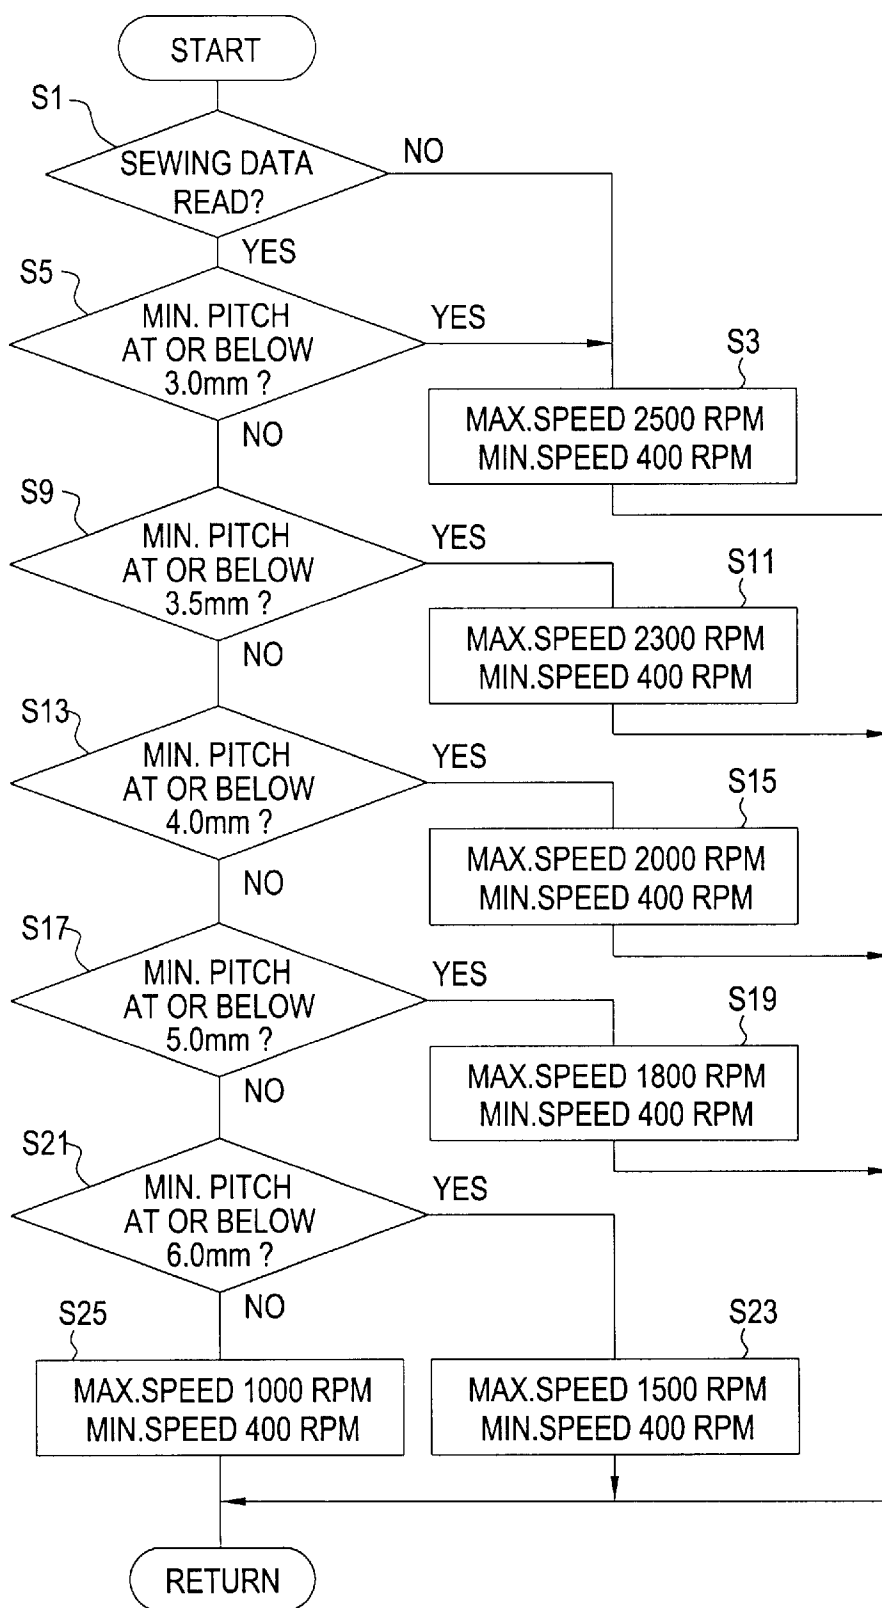 START
S1
SEWING DATA
READ?
NO
YES
S5
MIN. PITCH
AT OR BELOW
3.0mm ?
YES
NO
S3
MAX.SPEED 2500 RPM
MIN.SPEED 400 RPM
S9
MIN. PITCH
AT OR BELOW
3.5mm ?
YES
NO
S11
MAX.SPEED 2300 RPM
MIN.SPEED 400 RPM
S13
MIN. PITCH
AT OR BELOW
4.0mm ?
YES
NO
S15
MAX.SPEED 2000 RPM
MIN.SPEED 400 RPM
S17
MIN. PITCH
AT OR BELOW
5.0mm ?
YES
NO
S19
MAX.SPEED 1800 RPM
MIN.SPEED 400 RPM
S21
MIN. PITCH
AT OR BELOW
6.0mm ?
YES
NO
S25
MAX.SPEED 1000 RPM
MIN.SPEED 400 RPM
S23
MAX.SPEED 1500 RPM
MIN.SPEED 400 RPM
RETURN